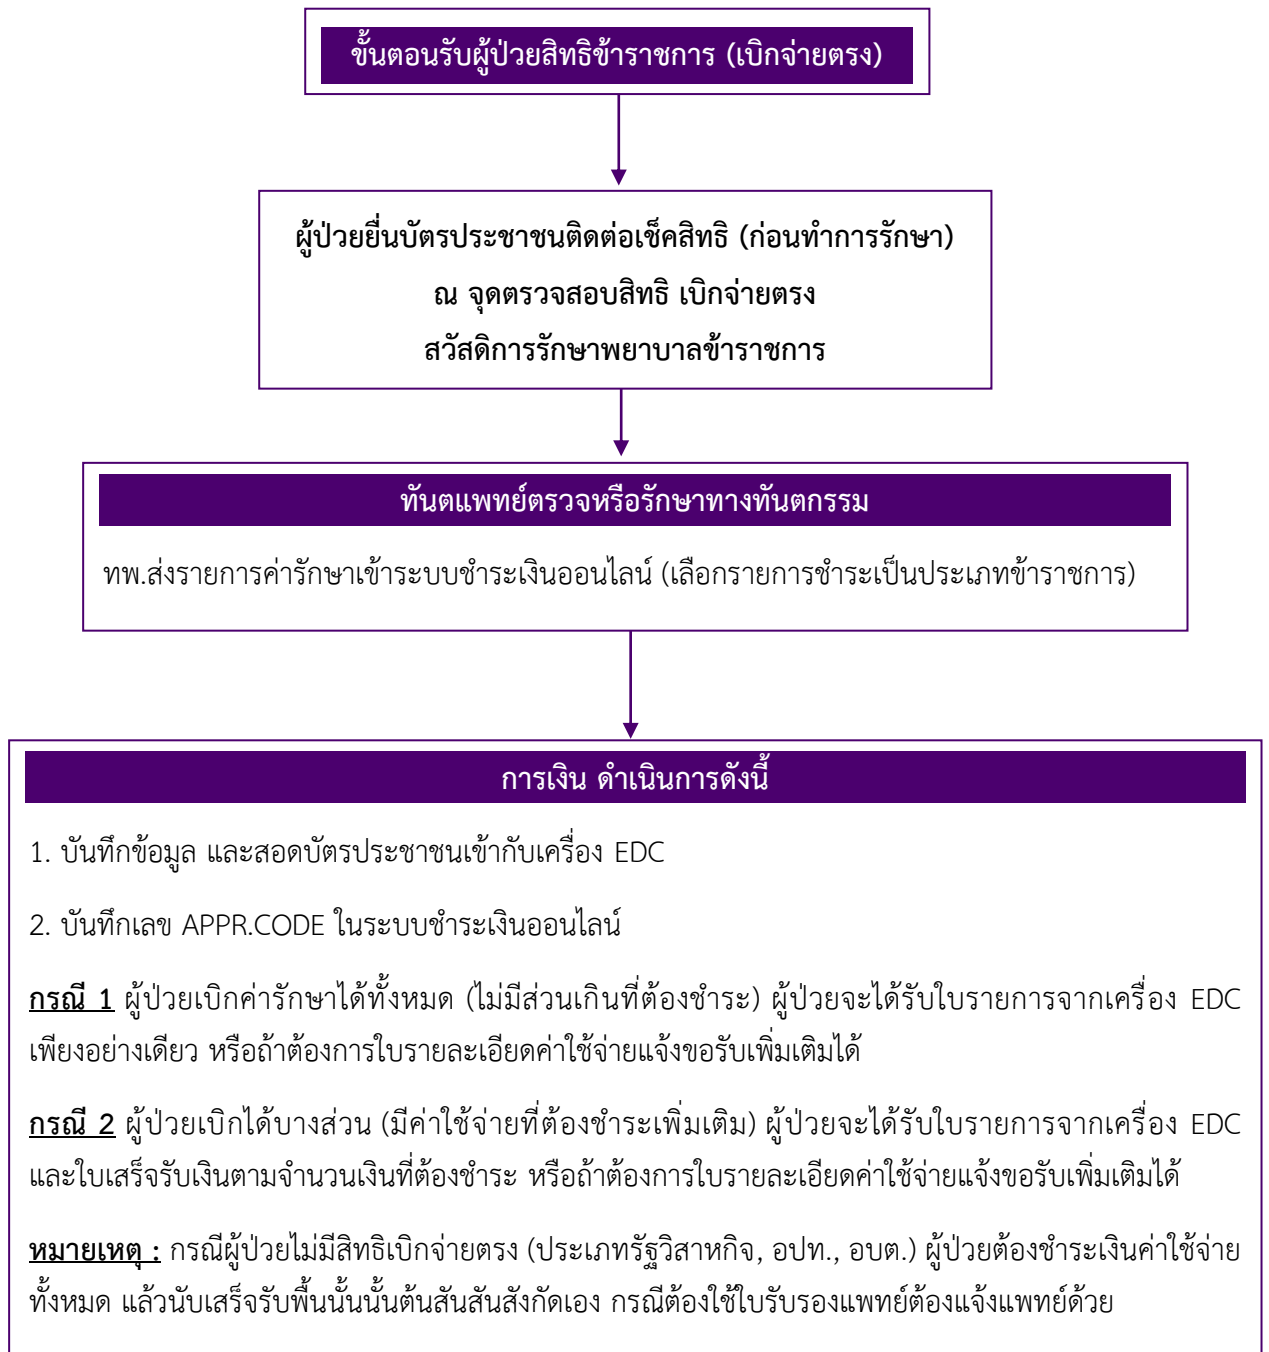 ขั้นตอนรับผู้ป่วยสิทธิข้าราชการ (เบิกจ่ายตรง)
ผู้ป่วยยื่นบัตรประชาชนติดต่อเช็คสิทธิ (ก่อนทำการรักษา)
ณ จุดตรวจสอบสิทธิ เบิกจ่ายตรง
สวัสดิการรักษาพยาบาลข้าราชการ
ทันตแพทย์ตรวจหรือรักษาทางทันตกรรม
ทพ.ส่งรายการค่ารักษาเข้าระบบชำระเงินออนไลน์ (เลือกรายการชำระเป็นประเภทข้าราชการ)
การเงิน ดำเนินการดังนี้
1. บันทึกข้อมูล และสอดบัตรประชาชนเข้ากับเครื่อง EDC
2. บันทึกเลข APPR.CODE ในระบบชำระเงินออนไลน์
กรณี 1 ผู้ป่วยเบิกค่ารักษาได้ทั้งหมด (ไม่มีส่วนเกินที่ต้องชำระ) ผู้ป่วยจะได้รับใบรายการจากเครื่อง EDC
เพียงอย่างเดียว หรือถ้าต้องการใบรายละเอียดค่าใช้จ่ายแจ้งขอรับเพิ่มเติมได้
กรณี 2 ผู้ป่วยเบิกได้บางส่วน (มีค่าใช้จ่ายที่ต้องชำระเพิ่มเติม) ผู้ป่วยจะได้รับใบรายการจากเครื่อง EDC
และใบเสร็จรับเงินตามจำนวนเงินที่ต้องชำระ หรือถ้าต้องการใบรายละเอียดค่าใช้จ่ายแจ้งขอรับเพิ่มเติมได้
หมายเหตุ : กรณีผู้ป่วยไม่มีสิทธิเบิกจ่ายตรง (ประเภทรัฐวิสาหกิจ, อปท., อบต.) ผู้ป่วยต้องชำระเงินค่าใช้จ่าย
ทั้งหมด แล้วนับเสร็จรับพื้นนั้นนั้นต้นสันสันสังกัดเอง กรณีต้องใช้ใบรับรองแพทย์ต้องแจ้งแพทย์ด้วย